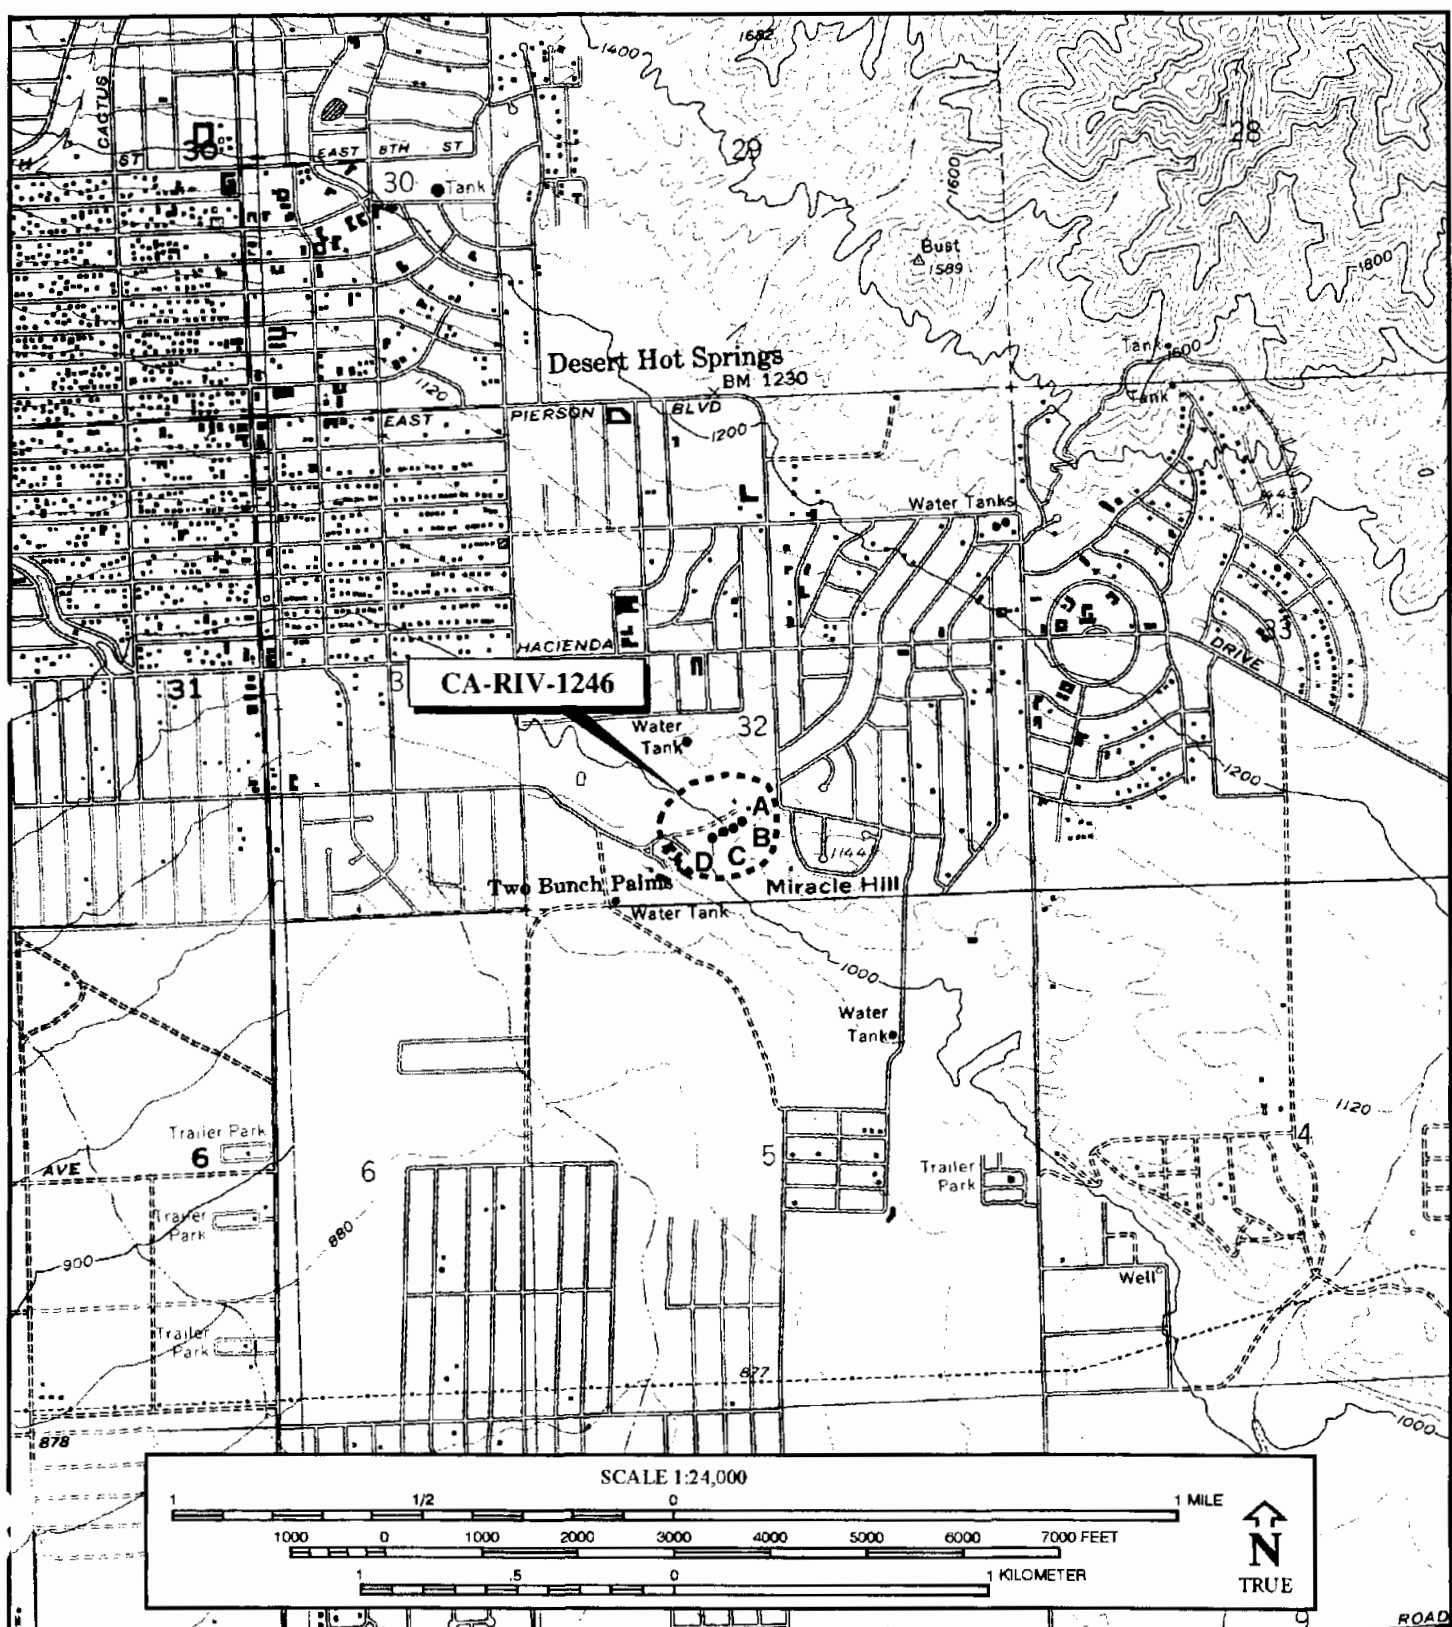 1400
1682
CACTUS
ST
30
EAST 8TH ST
30
Tank
29
28
1600
Bust
1589
1800
Tank
1600
Tank
Desert Hot Springs
BM 1230
1120
EAST
PIERSON
BLVD
1200
Water Tanks
HACIENDA
33
DRIVE
31
3
CA-RIV-1246
Water
Tank
32
0
1200
A
B
C
D
1144
Two Bunch Palms
Miracle Hill
Water Tank
1000
Water
Tank
Trailer Park
6
AVE
6
5
4
1120
Trailer
Park
Trailer
Park
880
900
Well
Trailer
Park
877
878
1000
SCALE 1:24,000
1 1/2 0 1 MILE
1000 0 1000 2000 3000 4000 5000 6000 7000 FEET
1 .5 0 1 KILOMETER
N
TRUE
9
ROAD